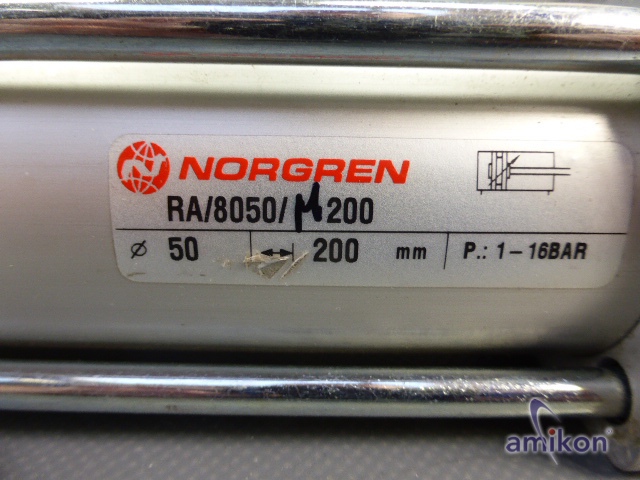 NORGREN
RA/8050/M200
Ø 50 ↔ 200 mm P.: 1-16BAR
amikon®